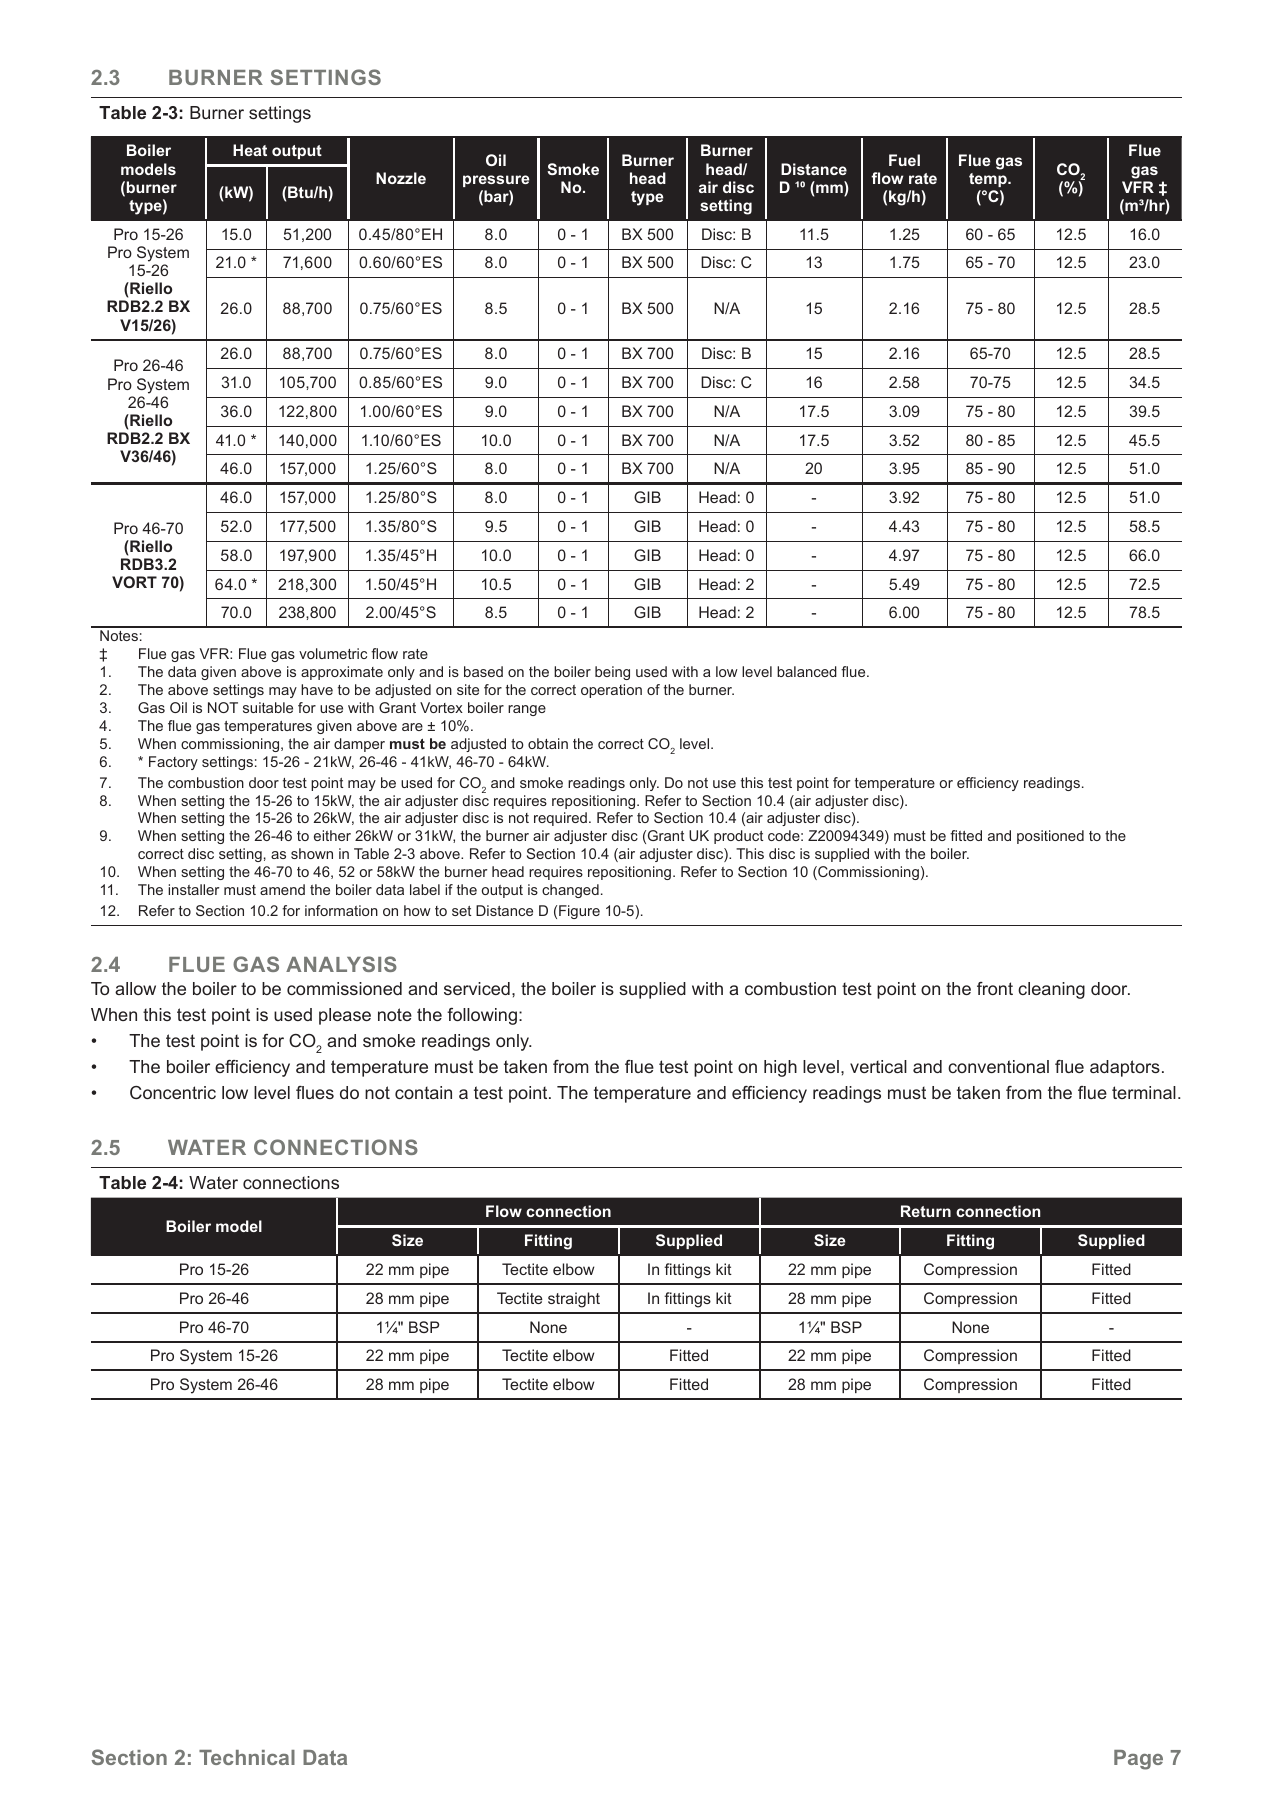 2.3 BURNER SETTINGS
Table 2-3: Burner settings
Boiler models (burner type) Heat output Nozzle Oil pressure (bar) Smoke No. Burner head type Burner head/ air disc setting Distance D ¹⁰ (mm) Fuel flow rate (kg/h) Flue gas temp. (°C) CO₂ (%) Flue gas VFR ‡ (m³/hr)
(kW) (Btu/h)
Pro 15-26
Pro System
15-26
(Riello
RDB2.2 BX
V15/26)
15.0 51,200 0.45/80°EH 8.0 0 - 1 BX 500 Disc: B 11.5 1.25 60 - 65 12.5 16.0
21.0 * 71,600 0.60/60°ES 8.0 0 - 1 BX 500 Disc: C 13 1.75 65 - 70 12.5 23.0
26.0 88,700 0.75/60°ES 8.5 0 - 1 BX 500 N/A 15 2.16 75 - 80 12.5 28.5
Pro 26-46
Pro System
26-46
(Riello
RDB2.2 BX
V36/46)
26.0 88,700 0.75/60°ES 8.0 0 - 1 BX 700 Disc: B 15 2.16 65-70 12.5 28.5
31.0 105,700 0.85/60°ES 9.0 0 - 1 BX 700 Disc: C 16 2.58 70-75 12.5 34.5
36.0 122,800 1.00/60°ES 9.0 0 - 1 BX 700 N/A 17.5 3.09 75 - 80 12.5 39.5
41.0 * 140,000 1.10/60°ES 10.0 0 - 1 BX 700 N/A 17.5 3.52 80 - 85 12.5 45.5
46.0 157,000 1.25/60°S 8.0 0 - 1 BX 700 N/A 20 3.95 85 - 90 12.5 51.0
Pro 46-70
(Riello
RDB3.2
VORT 70)
46.0 157,000 1.25/80°S 8.0 0 - 1 GIB Head: 0 - 3.92 75 - 80 12.5 51.0
52.0 177,500 1.35/80°S 9.5 0 - 1 GIB Head: 0 - 4.43 75 - 80 12.5 58.5
58.0 197,900 1.35/45°H 10.0 0 - 1 GIB Head: 0 - 4.97 75 - 80 12.5 66.0
64.0 * 218,300 1.50/45°H 10.5 0 - 1 GIB Head: 2 - 5.49 75 - 80 12.5 72.5
70.0 238,800 2.00/45°S 8.5 0 - 1 GIB Head: 2 - 6.00 75 - 80 12.5 78.5
Notes:
‡ Flue gas VFR: Flue gas volumetric flow rate
1. The data given above is approximate only and is based on the boiler being used with a low level balanced flue.
2. The above settings may have to be adjusted on site for the correct operation of the burner.
3. Gas Oil is NOT suitable for use with Grant Vortex boiler range
4. The flue gas temperatures given above are ± 10%.
5. When commissioning, the air damper must be adjusted to obtain the correct CO₂ level.
6. * Factory settings: 15-26 - 21kW, 26-46 - 41kW, 46-70 - 64kW.
7. The combustion door test point may be used for CO₂ and smoke readings only. Do not use this test point for temperature or efficiency readings.
8. When setting the 15-26 to 15kW, the air adjuster disc requires repositioning. Refer to Section 10.4 (air adjuster disc).
When setting the 15-26 to 26kW, the air adjuster disc is not required. Refer to Section 10.4 (air adjuster disc).
9. When setting the 26-46 to either 26kW or 31kW, the burner air adjuster disc (Grant UK product code: Z20094349) must be fitted and positioned to the
correct disc setting, as shown in Table 2-3 above. Refer to Section 10.4 (air adjuster disc). This disc is supplied with the boiler.
10. When setting the 46-70 to 46, 52 or 58kW the burner head requires repositioning. Refer to Section 10 (Commissioning).
11. The installer must amend the boiler data label if the output is changed.
12. Refer to Section 10.2 for information on how to set Distance D (Figure 10-5).
2.4 FLUE GAS ANALYSIS
To allow the boiler to be commissioned and serviced, the boiler is supplied with a combustion test point on the front cleaning door.
When this test point is used please note the following:
• The test point is for CO₂ and smoke readings only.
• The boiler efficiency and temperature must be taken from the flue test point on high level, vertical and conventional flue adaptors.
• Concentric low level flues do not contain a test point. The temperature and efficiency readings must be taken from the flue terminal.
2.5 WATER CONNECTIONS
Table 2-4: Water connections
Boiler model Flow connection Return connection
Size Fitting Supplied Size Fitting Supplied
Pro 15-26 22 mm pipe Tectite elbow In fittings kit 22 mm pipe Compression Fitted
Pro 26-46 28 mm pipe Tectite straight In fittings kit 28 mm pipe Compression Fitted
Pro 46-70 1¼" BSP None - 1¼" BSP None -
Pro System 15-26 22 mm pipe Tectite elbow Fitted 22 mm pipe Compression Fitted
Pro System 26-46 28 mm pipe Tectite elbow Fitted 28 mm pipe Compression Fitted
Section 2: Technical Data Page 7